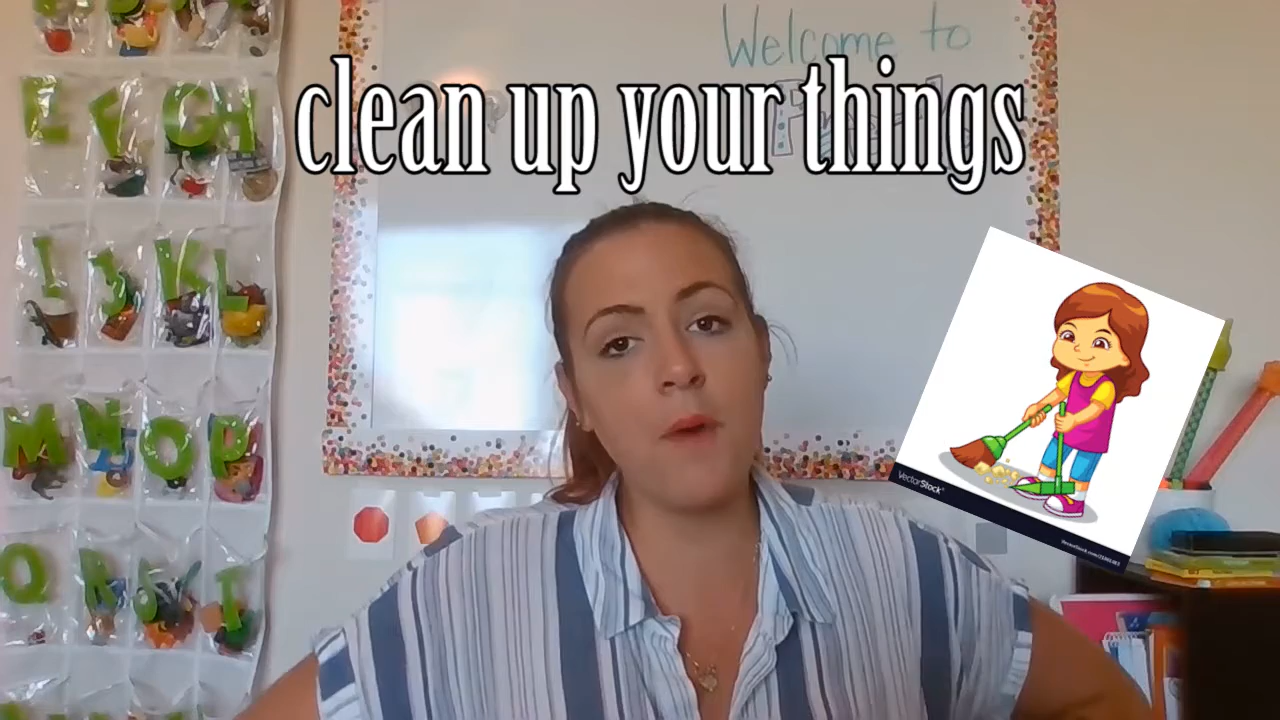 Welcome to
clean up your things
E F G H
I J K L
M N O P
Q R S T
VectorStock®